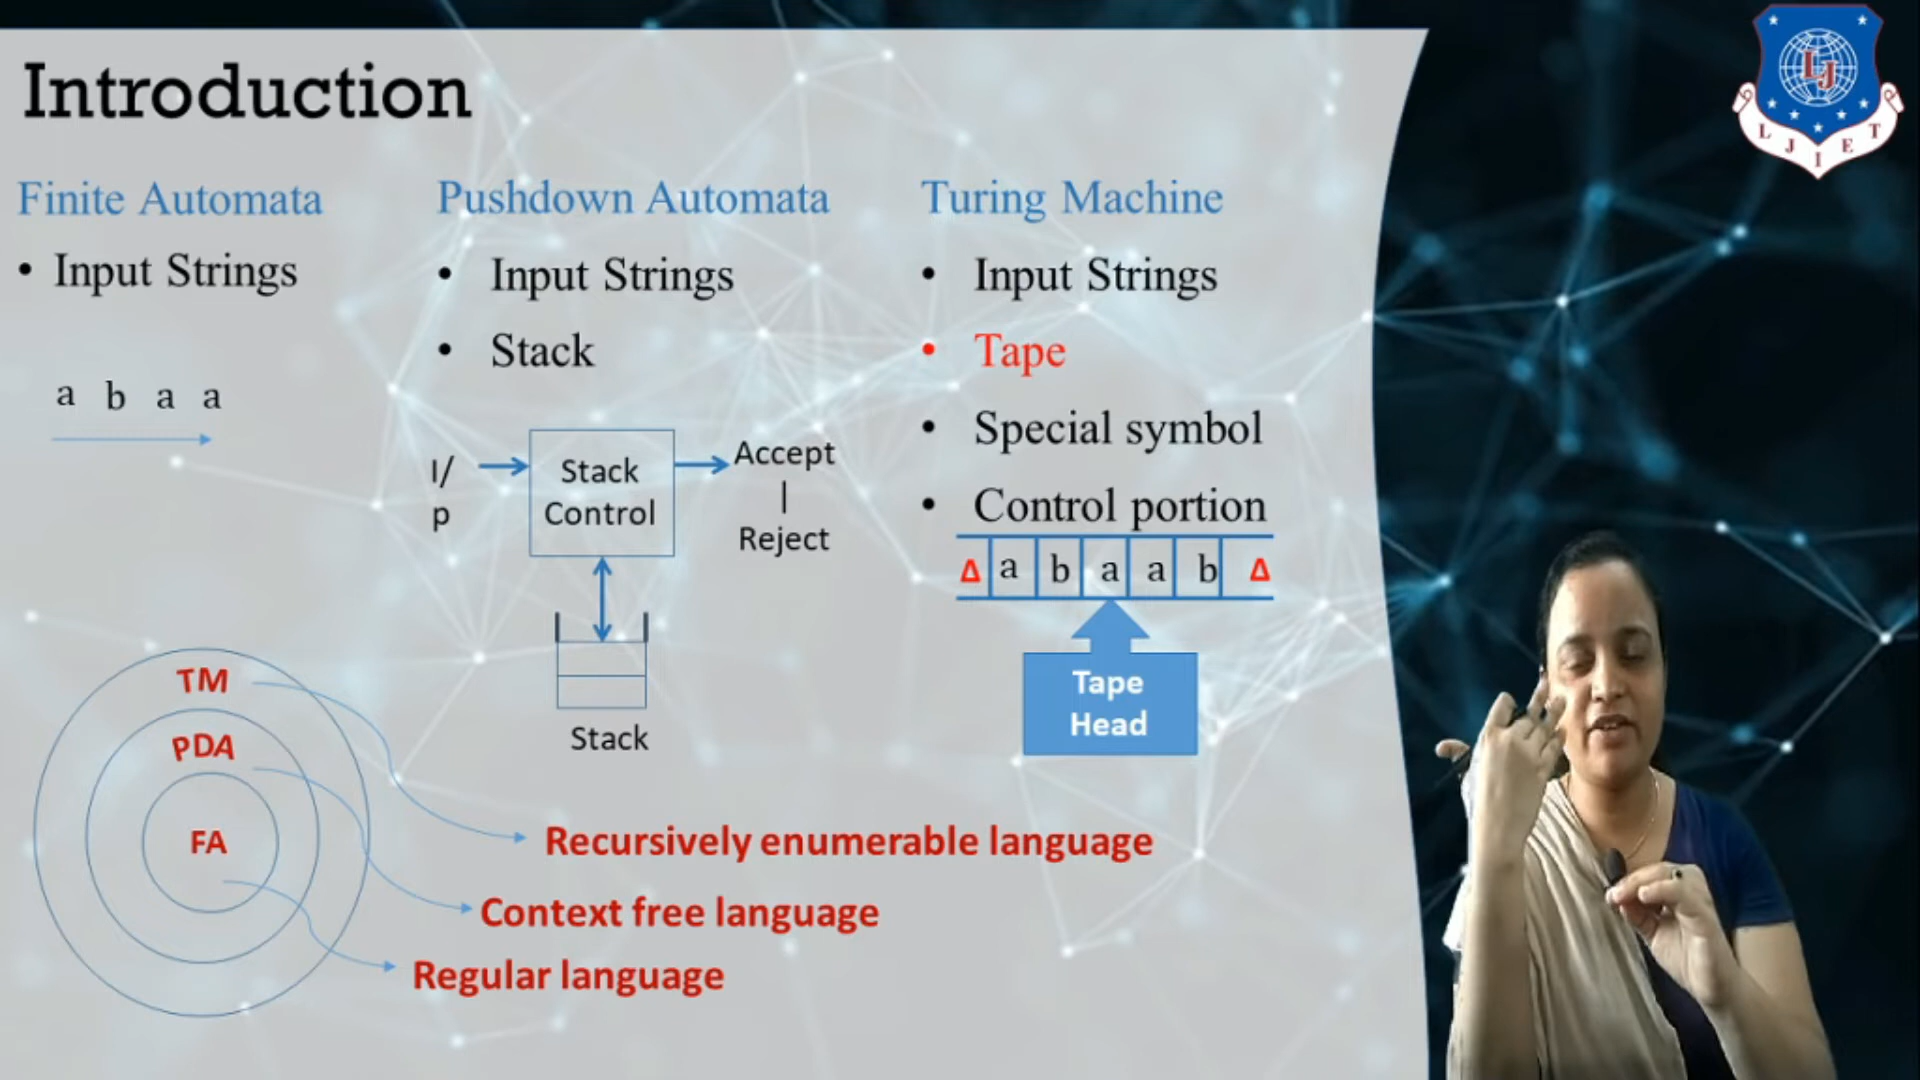 Introduction
Finite Automata
• Input Strings
a b a a
Pushdown Automata
• Input Strings
• Stack
I/
p
Stack
Control
Accept
|
Reject
Stack
Turing Machine
• Input Strings
• Tape
• Special symbol
• Control portion
Δ a b a a b Δ
Tape
Head
TM
PDA
FA
Recursively enumerable language
Context free language
Regular language
LJ
L J I E T